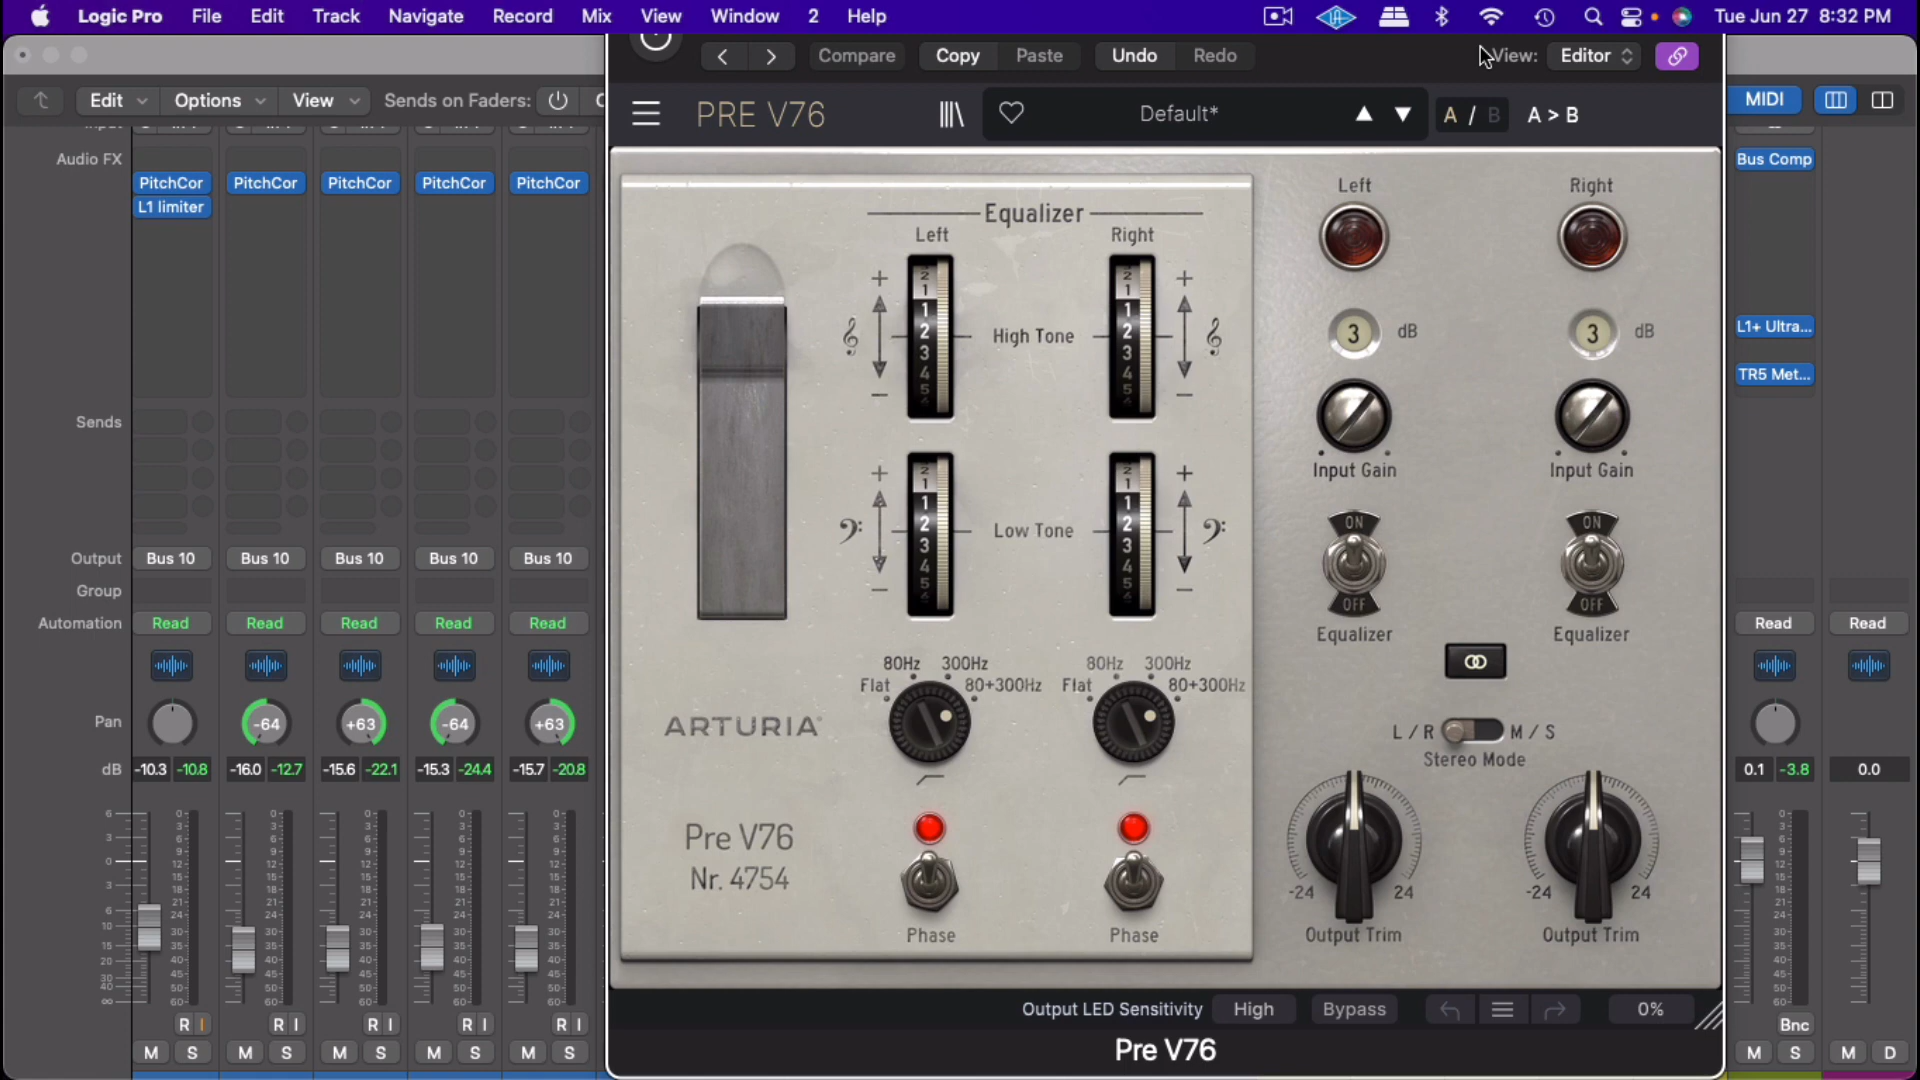 Logic Pro File Edit Track Navigate Record Mix View Window 2 Help Tue Jun 27 8:32 PM
Compare Copy Paste Undo Redo View: Editor
Edit Options View Sends on Faders:
PRE V76 Default* A / B A > B
MIDI
Audio FX
PitchCor PitchCor PitchCor PitchCor PitchCor
L1 limiter
Bus Comp
L1+ Ultra...
TR5 Met...
Sends
Output Bus 10 Bus 10 Bus 10 Bus 10 Bus 10
Group
Automation Read Read Read Read Read
Read Read
Pan -64 +63 -64 +63
dB -10.3 -10.8 -16.0 -12.7 -15.6 -22.1 -15.3 -24.4 -15.7 -20.8
0.1 -3.8 0.0
R I R I R I R I R I
M S M S M S M S M S
Bnc
M S M D
Equalizer
Left Right
High Tone
Low Tone
80Hz 300Hz
Flat 80+300Hz
80Hz 300Hz
Flat 80+300Hz
ARTURIA
Pre V76
Nr. 4754
Phase Phase
Left Right
3 dB 3 dB
Input Gain Input Gain
ON ON
OFF OFF
Equalizer Equalizer
L / R M / S
Stereo Mode
-24 24 -24 24
Output Trim Output Trim
Output LED Sensitivity High Bypass 0%
Pre V76